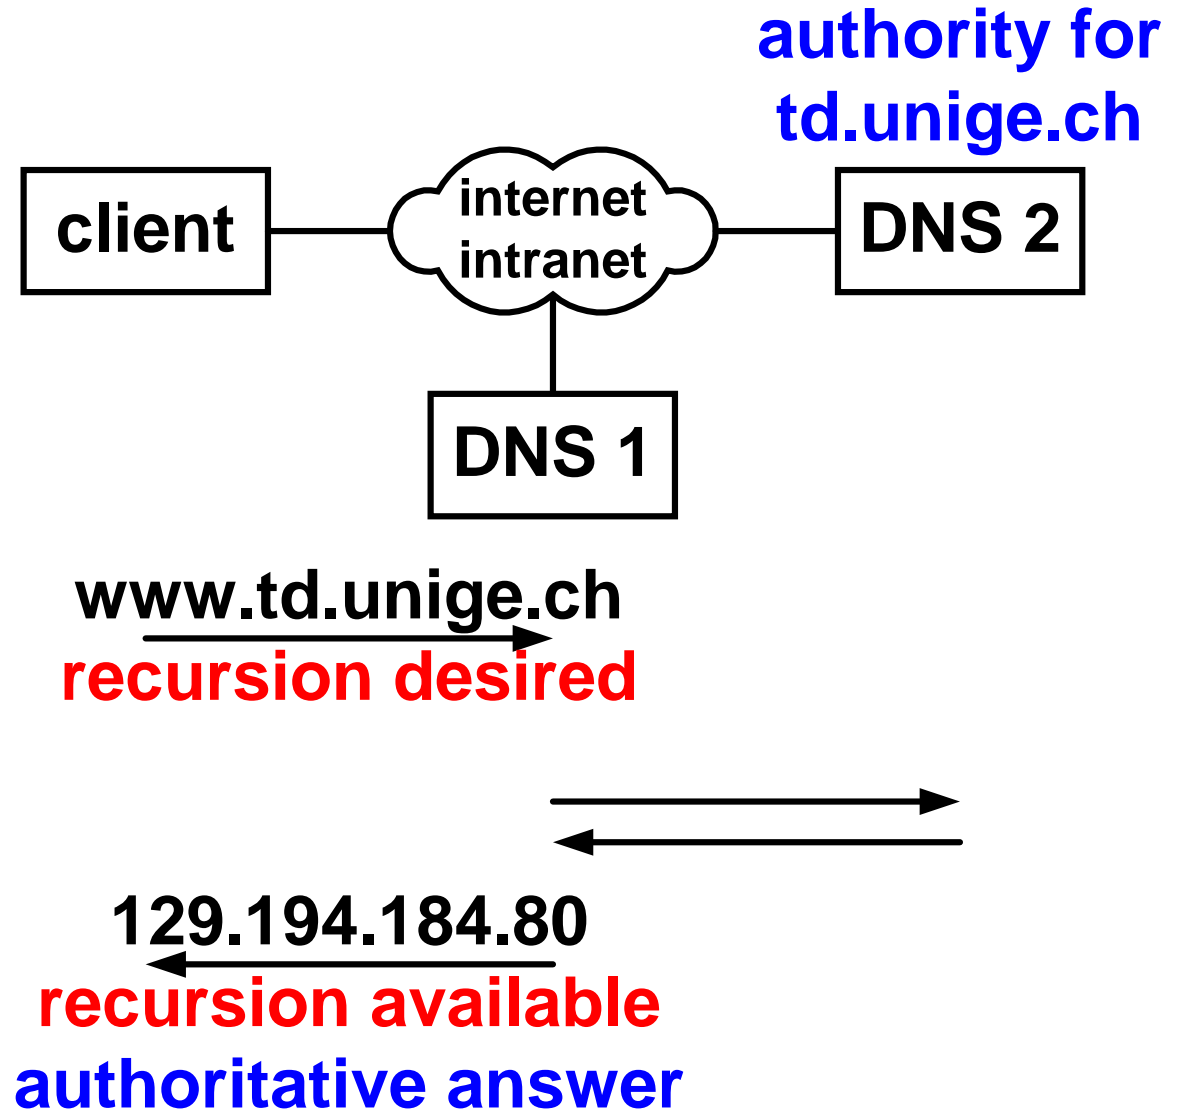 authority for
td.unige.ch
client
internet
intranet
DNS 2
DNS 1
www.td.unige.ch
recursion desired
129.194.184.80
recursion available
authoritative answer